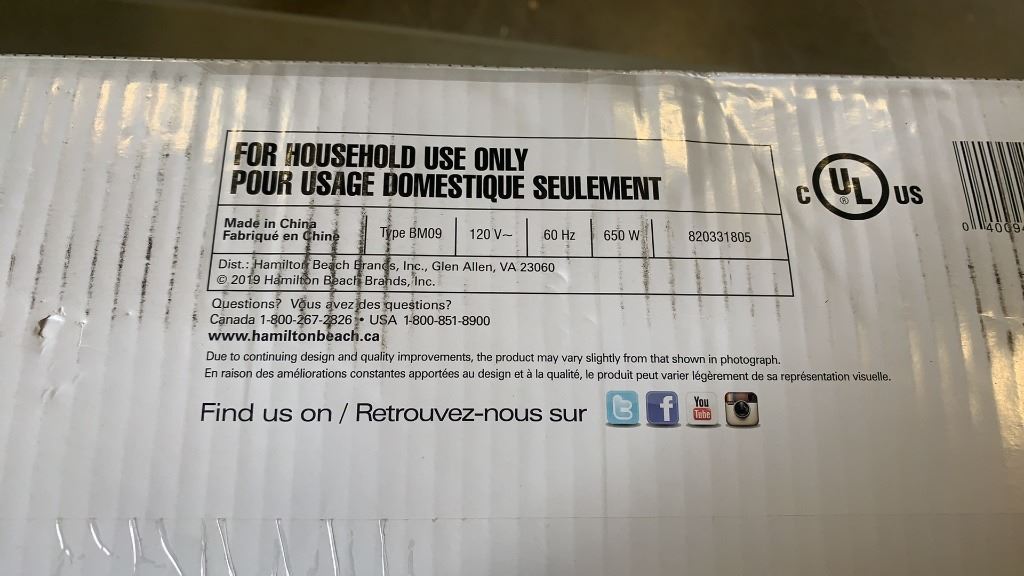 FOR HOUSEHOLD USE ONLY
POUR USAGE DOMESTIQUE SEULEMENT
C UL ® US
Made in China
Fabriqué en Chine
Type BM09
120 V~
60 Hz
650 W
820331805
Dist.: Hamilton Beach Brands, Inc., Glen Allen, VA 23060
© 2019 Hamilton Beach Brands, Inc.
Questions? Vous avez des questions?
Canada 1-800-267-2826 • USA 1-800-851-8900
www.hamiltonbeach.ca
Due to continuing design and quality improvements, the product may vary slightly from that shown in photograph.
En raison des améliorations constantes apportées au design et à la qualité, le produit peut varier légèrement de sa représentation visuelle.
Find us on / Retrouvez-nous sur
You
Tube